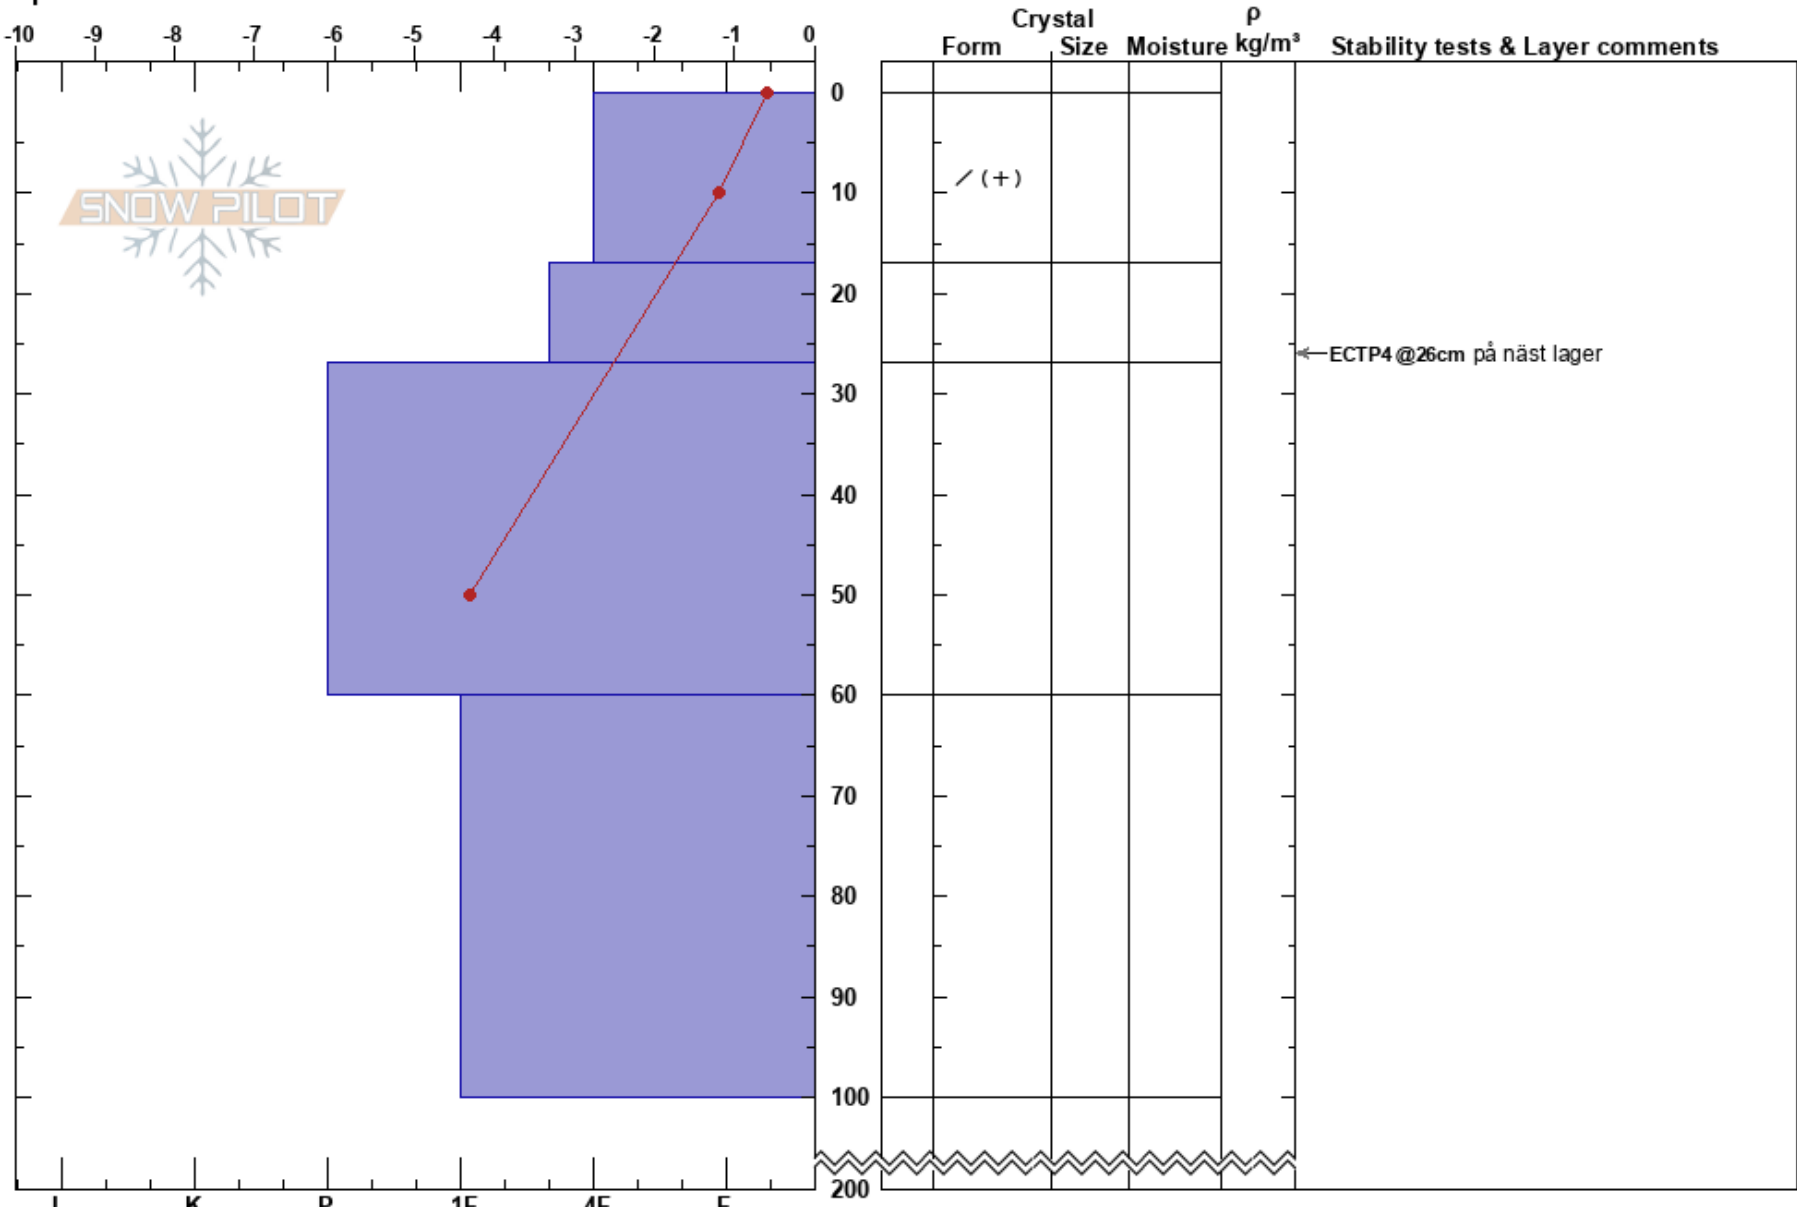 Crystal ρ
-10 -9 -8 -7 -6 -5 -4 -3 -2 -1 0 Form Size Moisture kg/m³ Stability tests & Layer comments
0
SNOW PILOT
/ (+)
10
20
ECTP4 @26cm på näst lager
30
40
50
60
70
80
90
100
200
I K P 1F 4F F